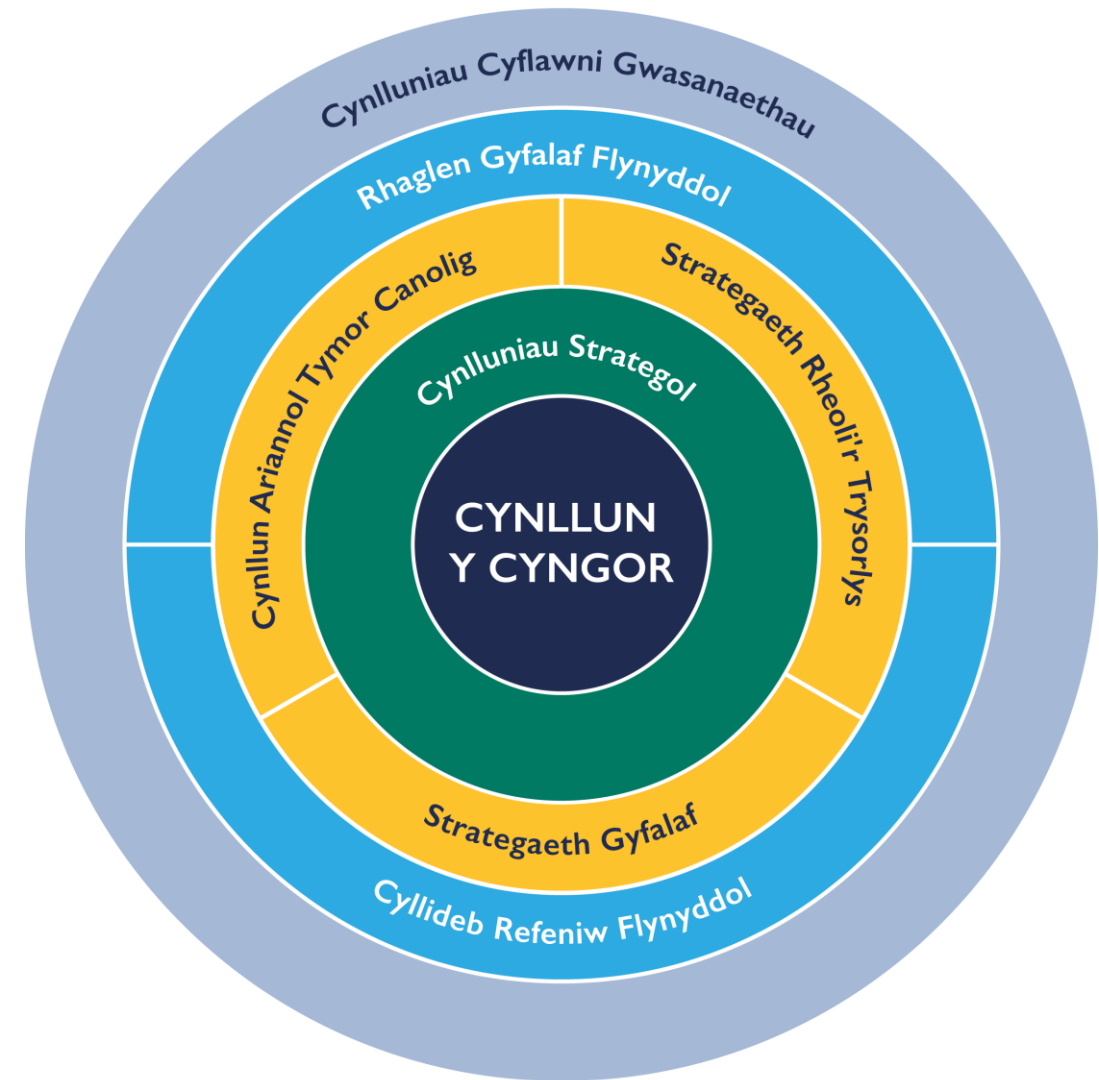 Cynlluniau Cyflawni Gwasanaethau
Rhaglen Gyfalaf Flynyddol
Cynllun Ariannol Tymor Canolig
Strategaeth Rheoli'r Trysorlys
Cynlluniau Strategol
CYNLLUN
Y CYNGOR
Strategaeth Gyfalaf
Cyllideb Refeniw Flynyddol